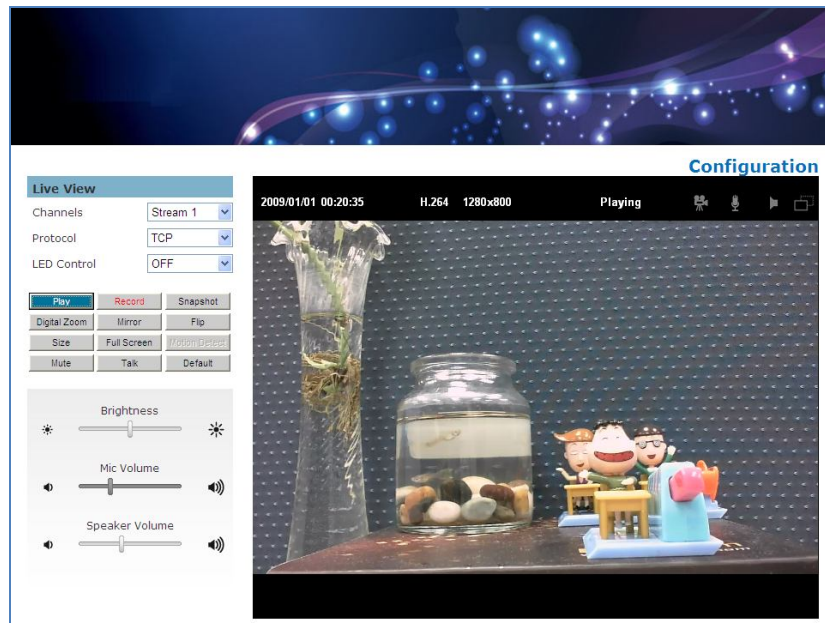 Configuration
Live View
Channels Stream 1
Protocol TCP
LED Control OFF
Play Record Snapshot
Digital Zoom Mirror Flip
Size Full Screen Motion Detect
Mute Talk Default
Brightness
Mic Volume
Speaker Volume
2009/01/01 00:20:35 H.264 1280x800 Playing